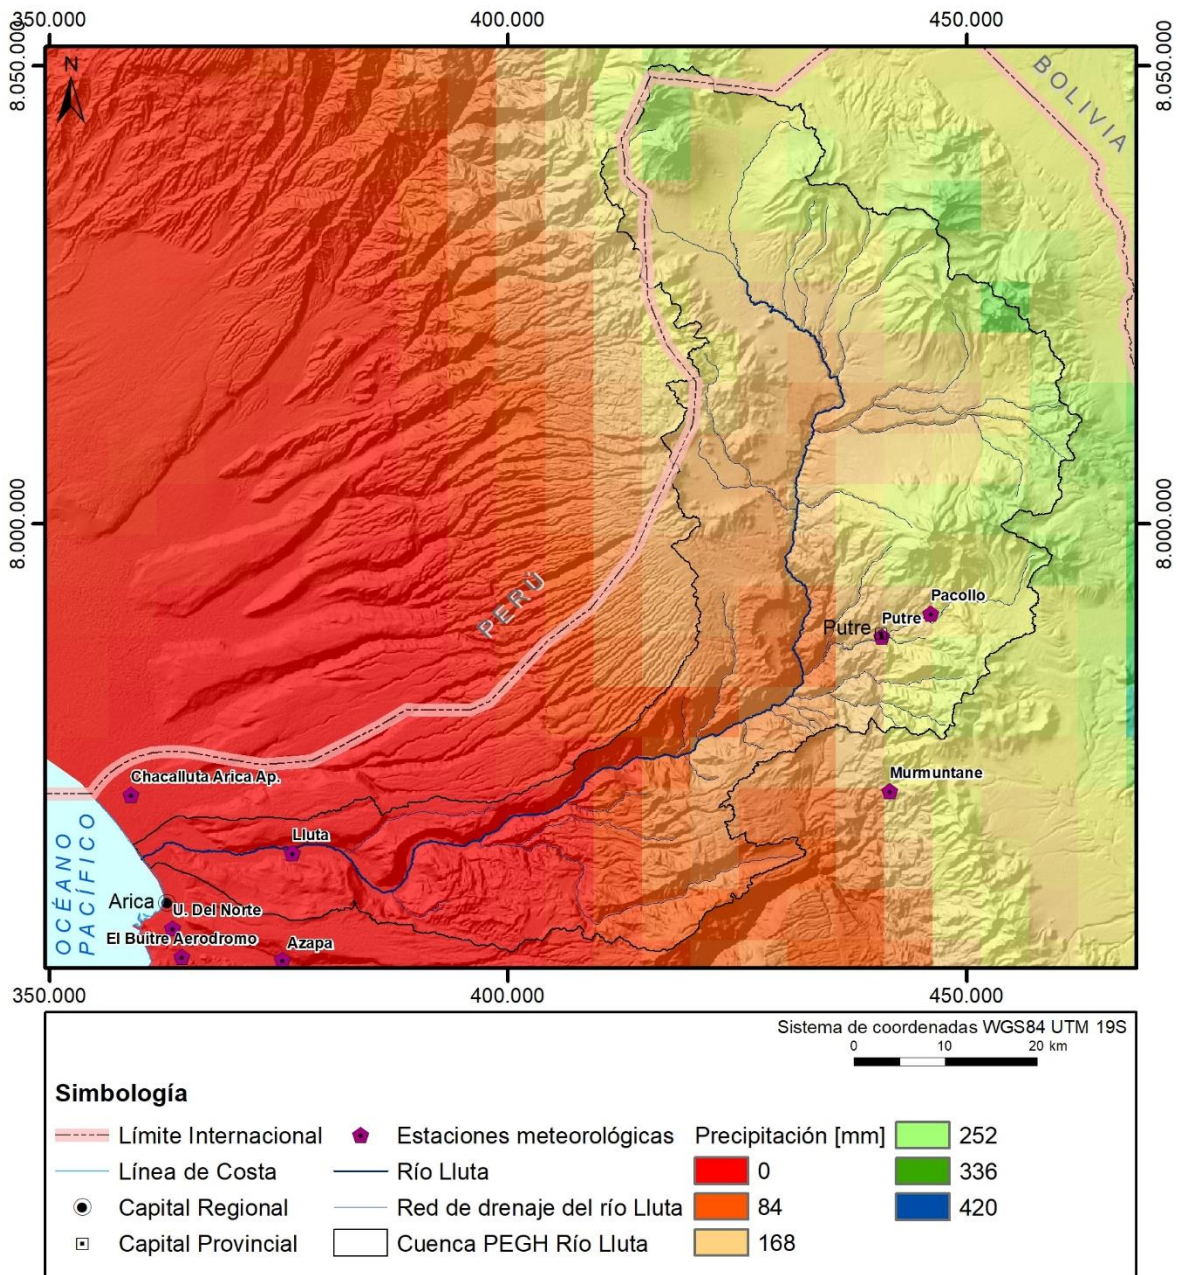 350.000
400.000
450.000
8.050.000
8.050.000
N
BOLIVIA
8.000.000
8.000.000
PERÚ
Pacollo
Putre
Putre
Murmuntane
Chacalluta Arica Ap.
Lluta
OCÉANO
PACÍFICO
Arica
U. Del Norte
El Buitre Aerodromo
Azapa
350.000
400.000
450.000
Sistema de coordenadas WGS84 UTM 19S
0 10 20 km
Simbología
Límite Internacional
Línea de Costa
Capital Regional
Capital Provincial
Estaciones meteorológicas
Río Lluta
Red de drenaje del río Lluta
Cuenca PEGH Río Lluta
Precipitación [mm]
0
84
168
252
336
420